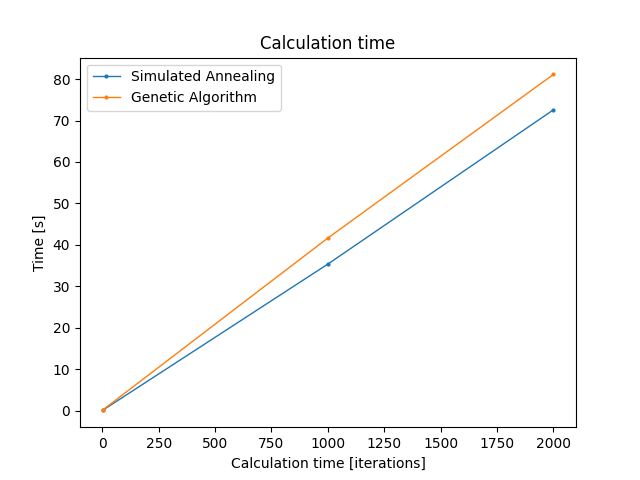 Calculation time
Simulated Annealing
Genetic Algorithm
Time [s]
80
70
60
50
40
30
20
10
0
0 250 500 750 1000 1250 1500 1750 2000
Calculation time [iterations]